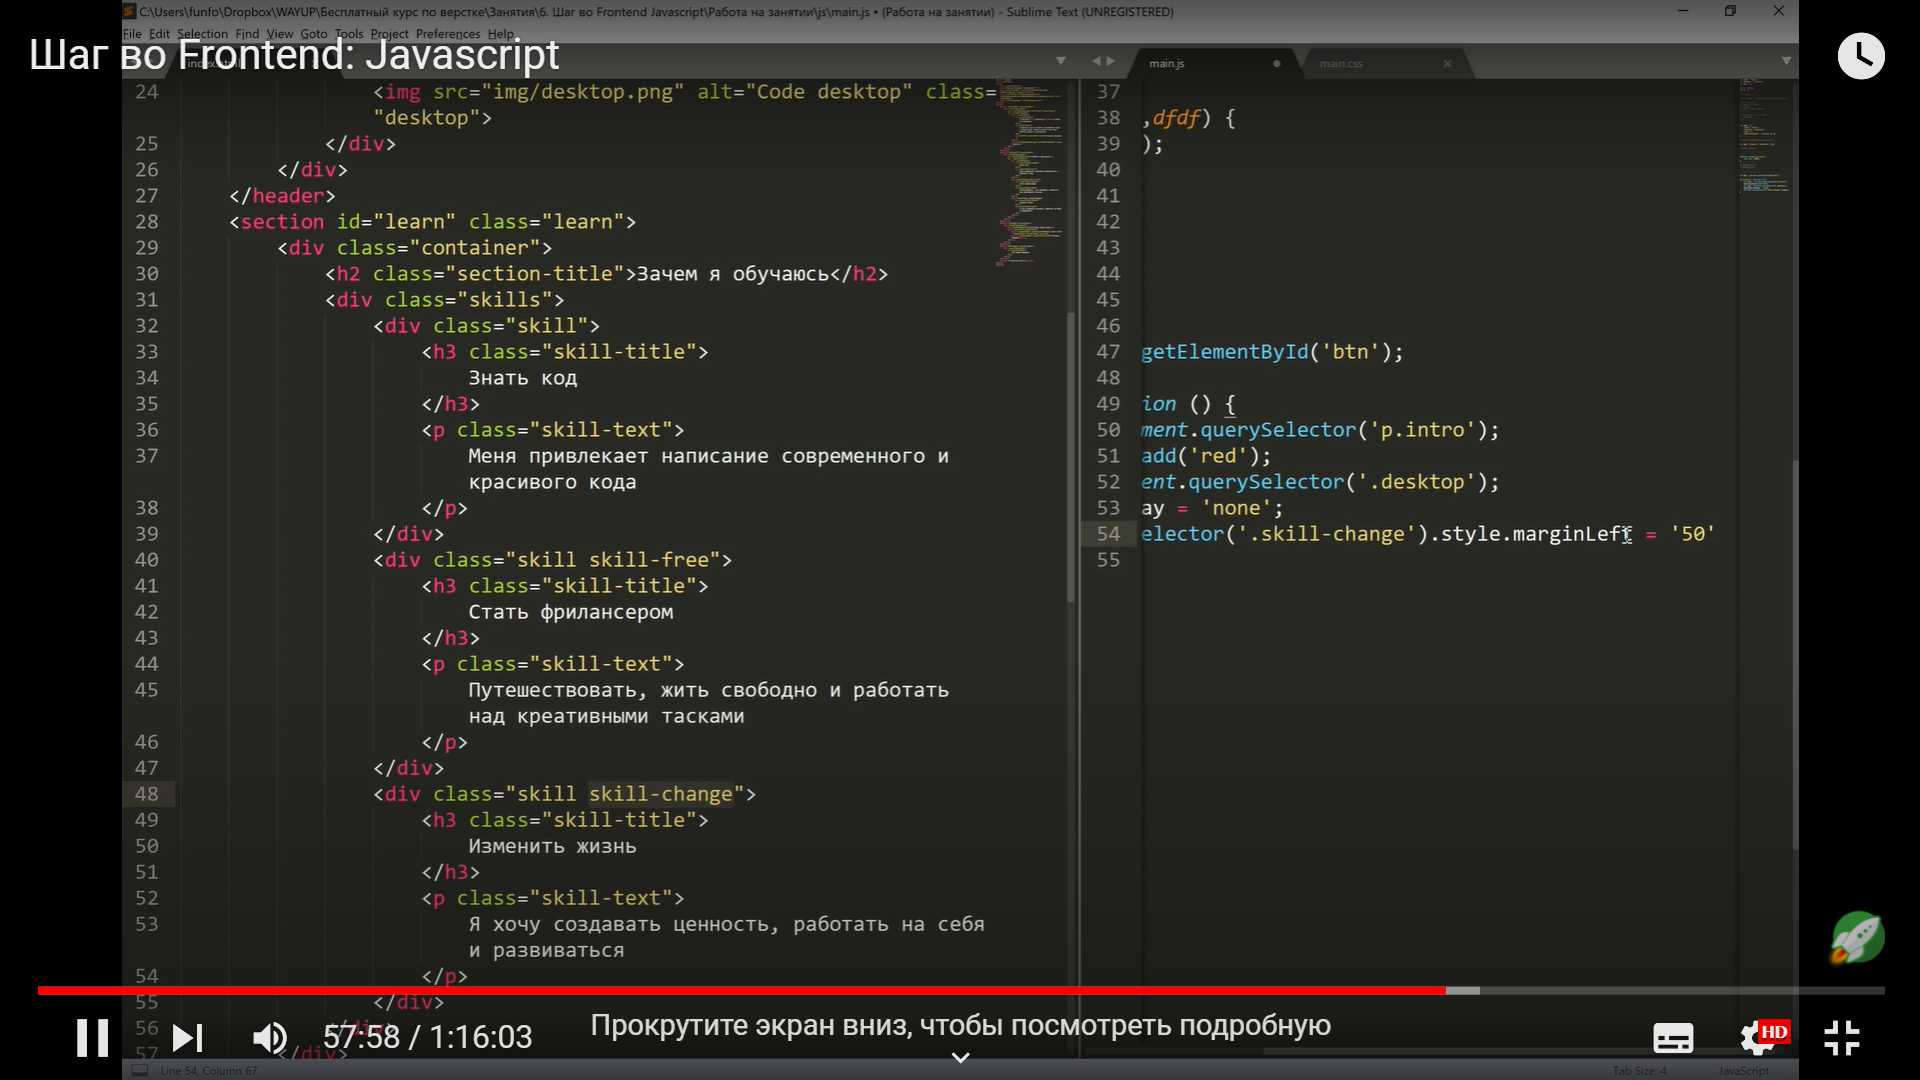 C:\Users\funfo\Dropbox\WAYUP\Бесплатный курс по верстке\Занятия\6. Шаг во Frontend Javascript\Работа на занятии\js\main.js • (Работа на занятии) - Sublime Text (UNREGISTERED)
File Edit Selection Find View Goto Tools Project Preferences Help
Шаг во Frontend: Javascript
main.js
main.css
24 <img src="img/desktop.png" alt="Code desktop" class=
"desktop">
25 </div>
26 </div>
27 </header>
28 <section id="learn" class="learn">
29 <div class="container">
30 <h2 class="section-title">Зачем я обучаюсь</h2>
31 <div class="skills">
32 <div class="skill">
33 <h3 class="skill-title">
34 Знать код
35 </h3>
36 <p class="skill-text">
37 Меня привлекает написание современного и
красивого кода
38 </p>
39 </div>
40 <div class="skill skill-free">
41 <h3 class="skill-title">
42 Стать фрилансером
43 </h3>
44 <p class="skill-text">
45 Путешествовать, жить свободно и работать
над креативными тасками
46 </p>
47 </div>
48 <div class="skill skill-change">
49 <h3 class="skill-title">
50 Изменить жизнь
51 </h3>
52 <p class="skill-text">
53 Я хочу создавать ценность, работать на себя
и развиваться
54 </p>
55 </div>
56
57 </div>
37
38 ,dfdf) {
39 );
40
41
42
43
44
45
46
47 getElementById('btn');
48
49 ion () {
50 ment.querySelector('p.intro');
51 add('red');
52 ent.querySelector('.desktop');
53 ay = 'none';
54 elector('.skill-change').style.marginLeft = '50'
55
57:58 / 1:16:03
Прокрутите экран вниз, чтобы посмотреть подробную
HD
Line 54, Column 67
Tab Size: 4
JavaScript